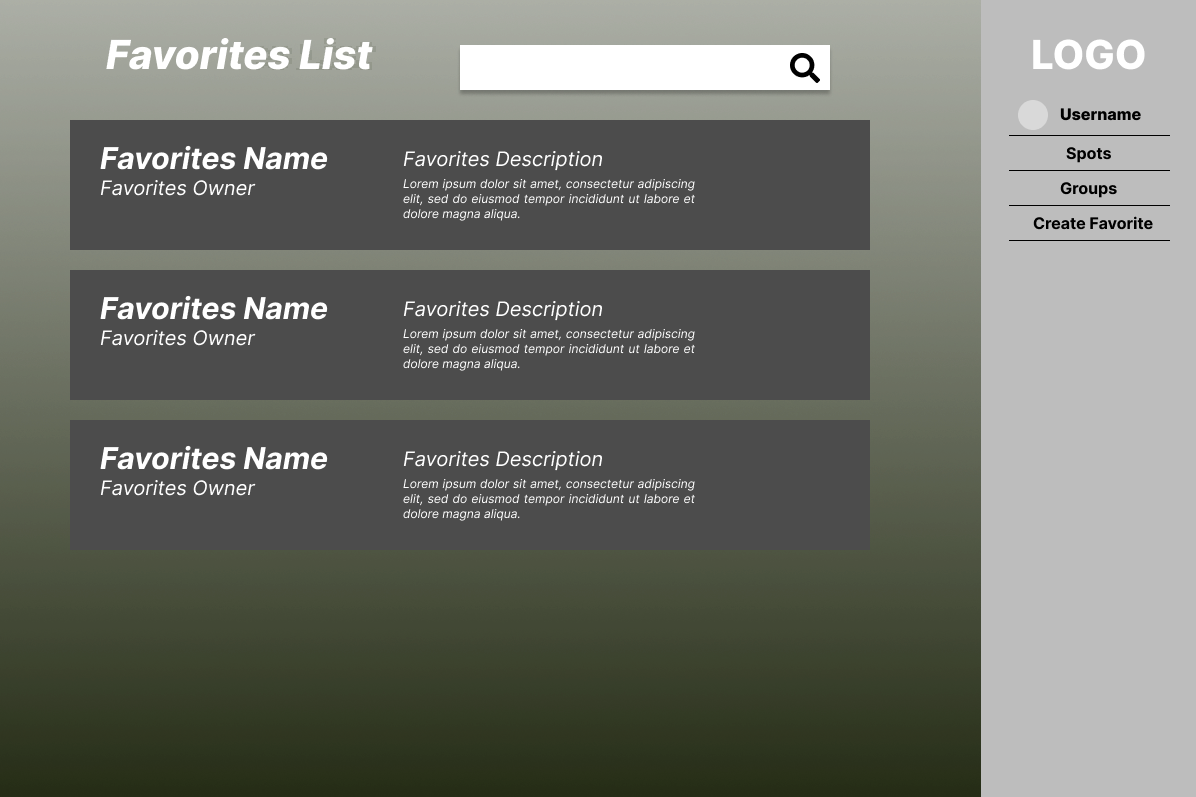 Favorites List
Favorites Name
Favorites Owner
Favorites Description
Lorem ipsum dolor sit amet, consectetur adipiscing
elit, sed do eiusmod tempor incididunt ut labore et
dolore magna aliqua.
Favorites Name
Favorites Owner
Favorites Description
Lorem ipsum dolor sit amet, consectetur adipiscing
elit, sed do eiusmod tempor incididunt ut labore et
dolore magna aliqua.
Favorites Name
Favorites Owner
Favorites Description
Lorem ipsum dolor sit amet, consectetur adipiscing
elit, sed do eiusmod tempor incididunt ut labore et
dolore magna aliqua.
LOGO
Username
Spots
Groups
Create Favorite